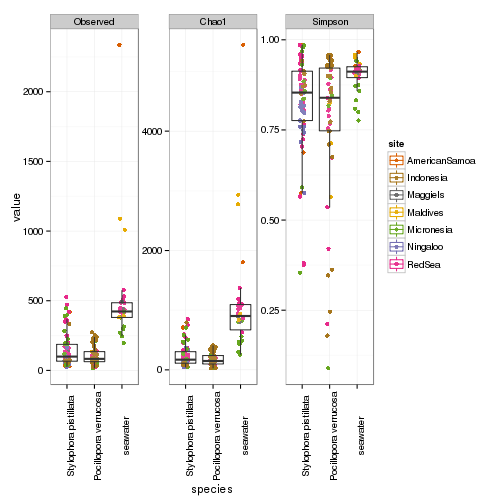 Observed
Chao1
Simpson
value
2000
1500
1000
500
0
4000
2000
0
1.00
0.75
0.50
0.25
Stylophora pistillata
Pocillopora verrucosa
seawater
Stylophora pistillata
Pocillopora verrucosa
seawater
Stylophora pistillata
Pocillopora verrucosa
seawater
species
site
AmericanSamoa
Indonesia
MaggieIs
Maldives
Micronesia
Ningaloo
RedSea